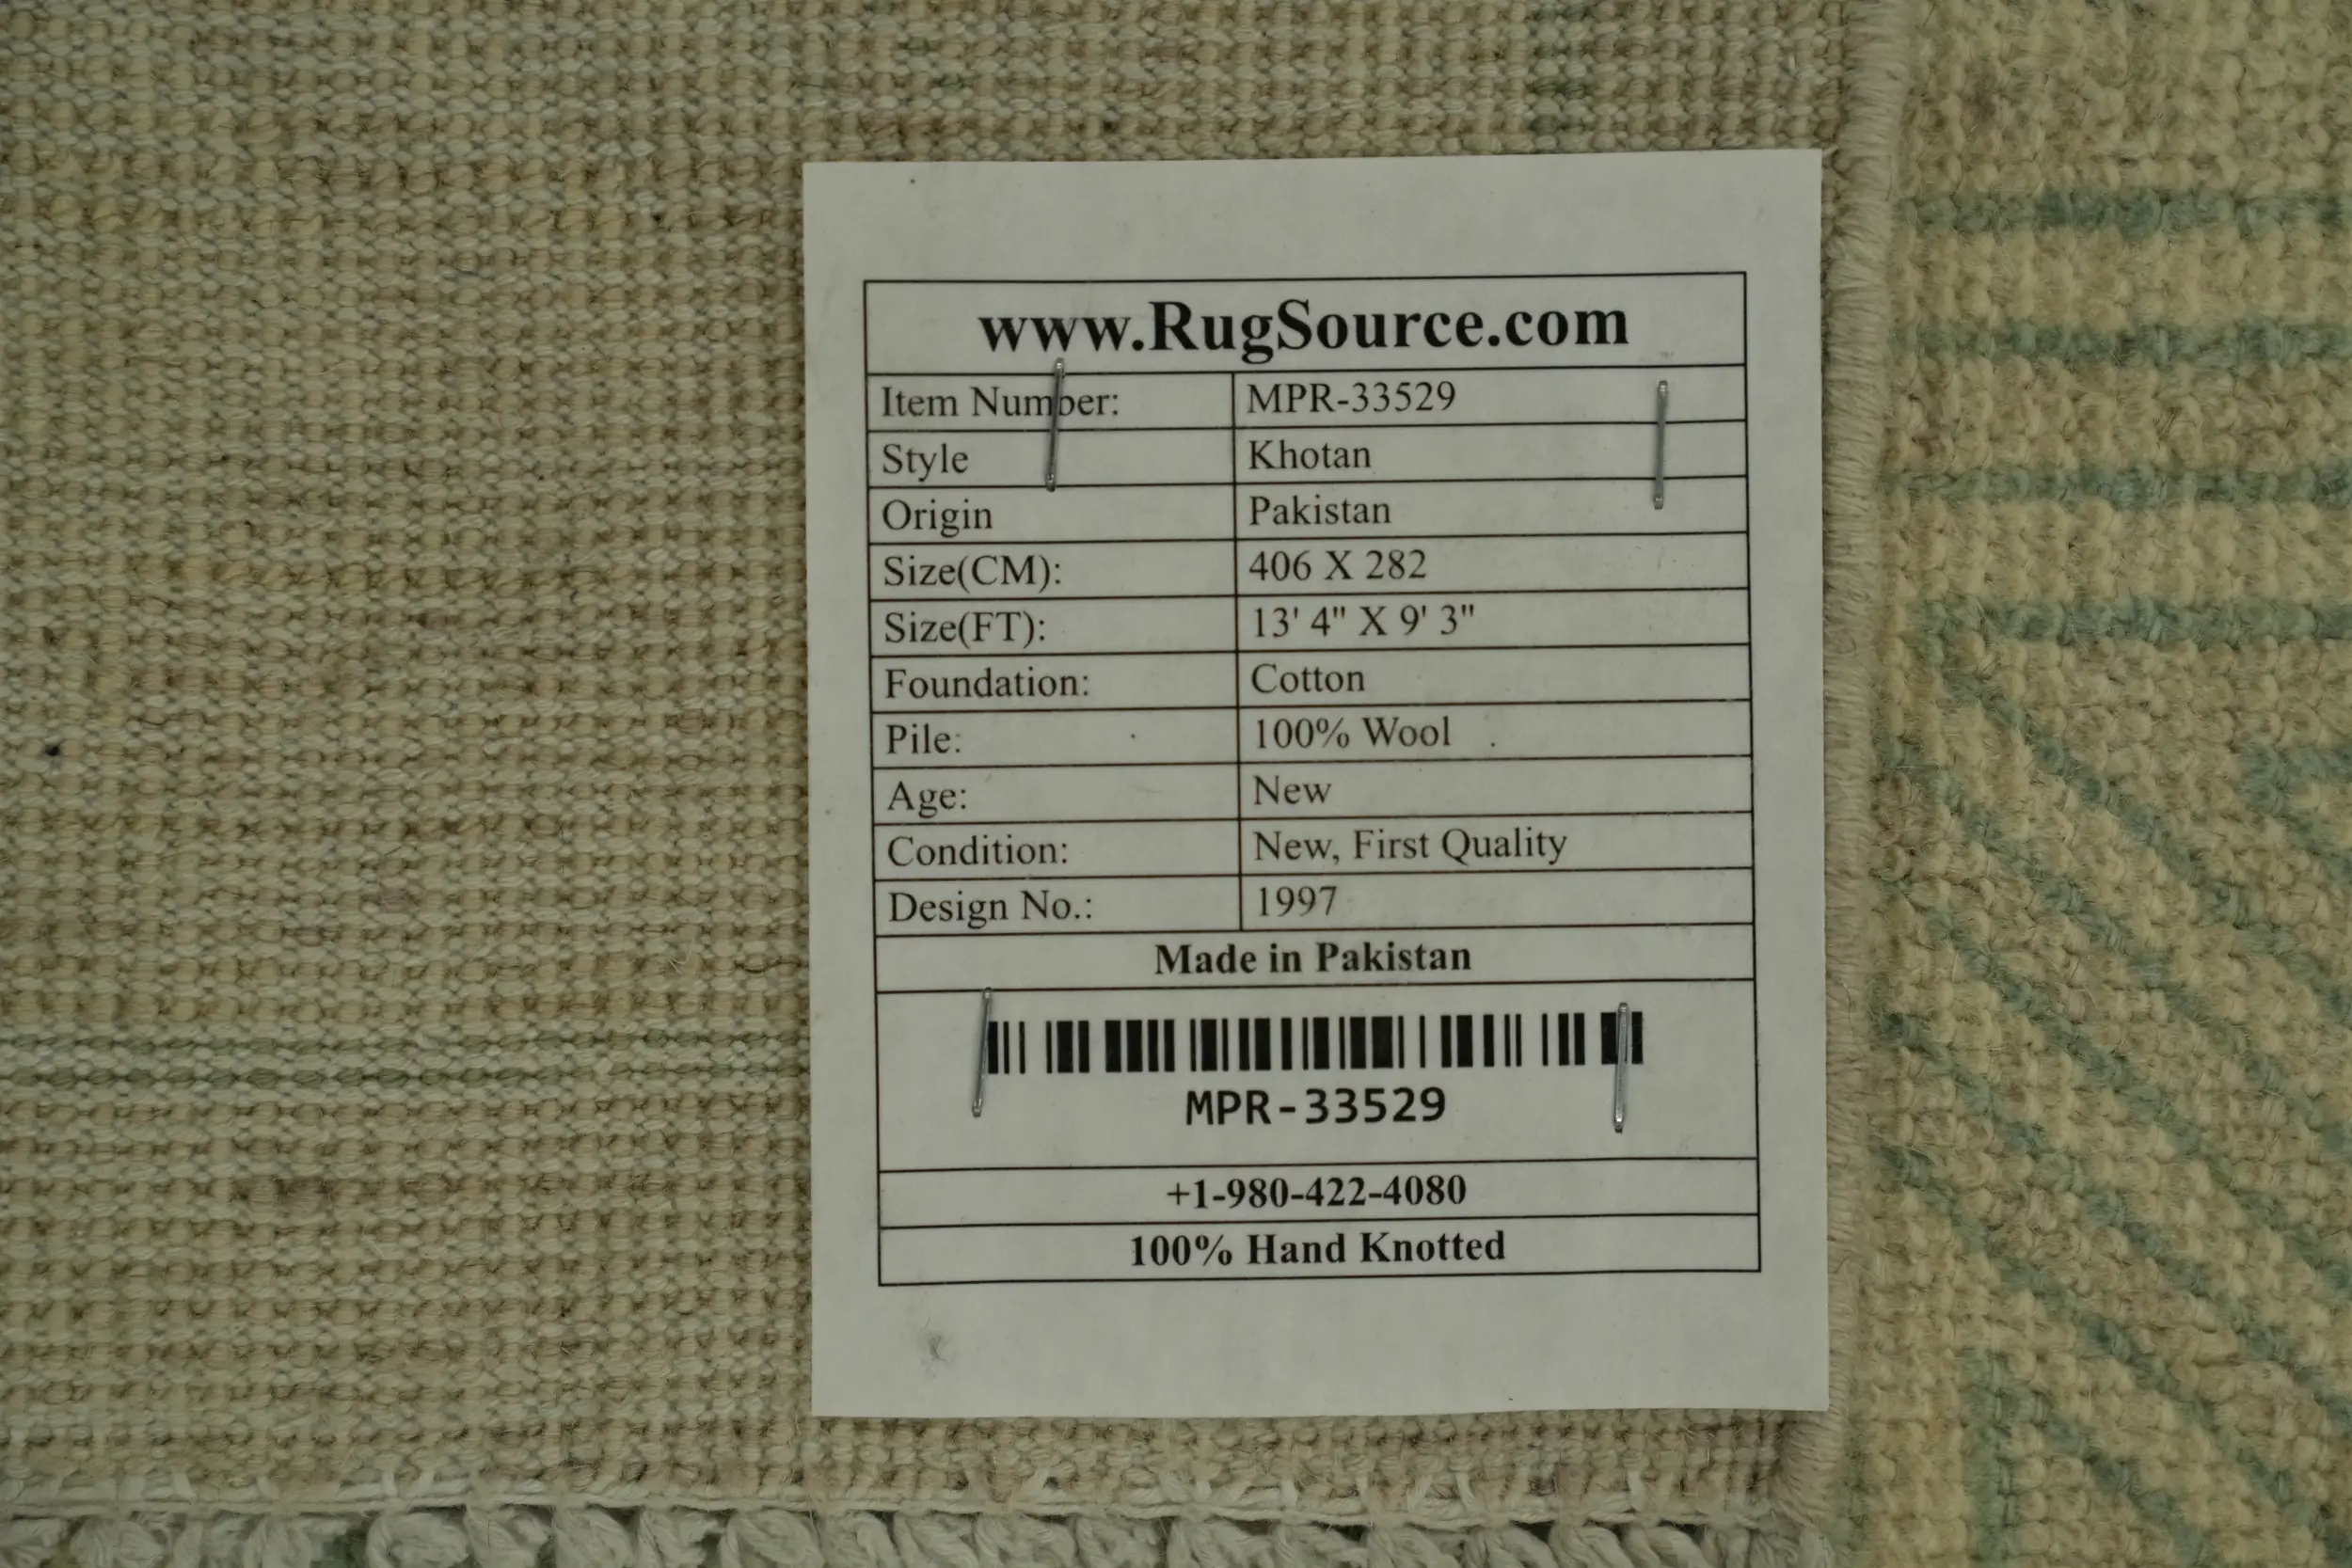 www.RugSource.com
Item Number: MPR-33529
Style Khotan
Origin Pakistan
Size(CM): 406 X 282
Size(FT): 13' 4" X 9' 3"
Foundation: Cotton
Pile: 100% Wool
Age: New
Condition: New, First Quality
Design No.: 1997
Made in Pakistan
MPR-33529
+1-980-422-4080
100% Hand Knotted